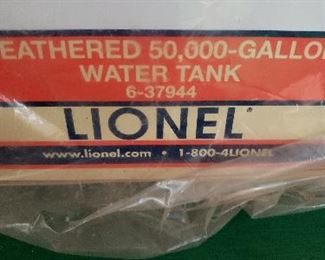 EATHERED 50,000-GALLO
WATER TANK
6-37944
LIONEL®
www.lionel.com • 1-800-4LIONEL